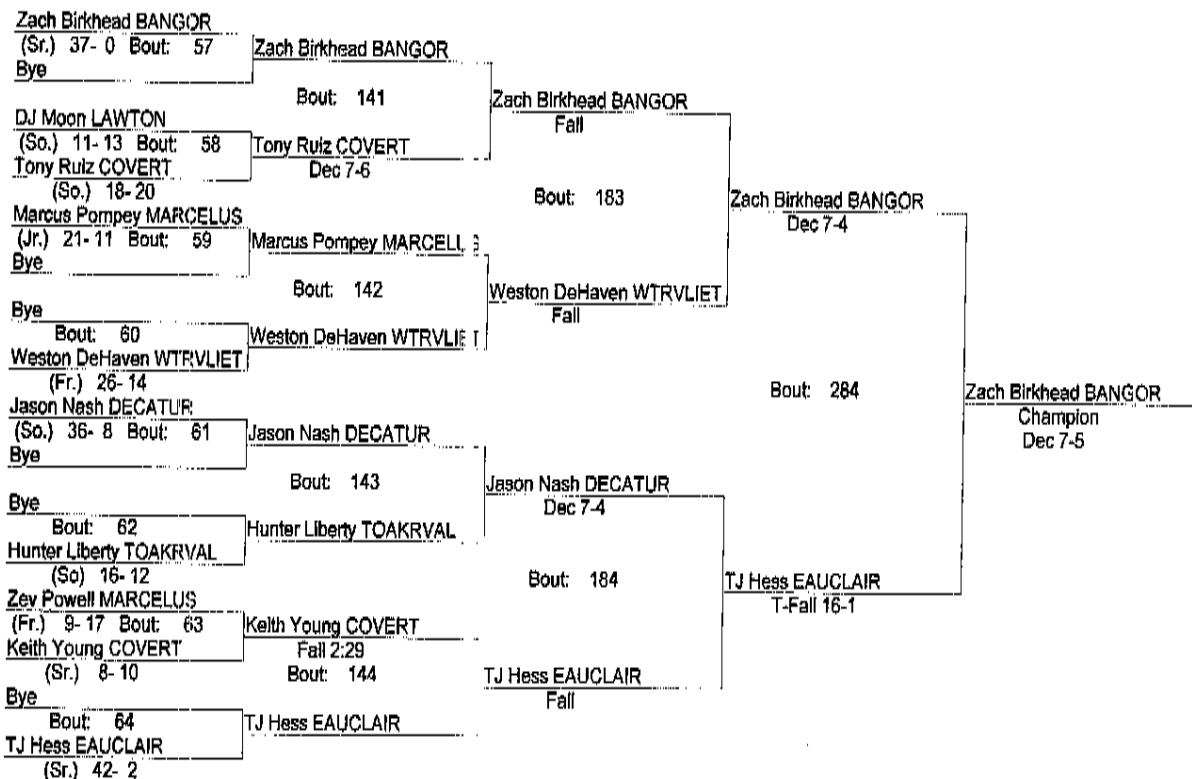 Zach Birkhead BANGOR
(Sr.) 37- 0 Bout: 57
Bye
DJ Moon LAWTON
(So.) 11- 13 Bout: 58
Tony Ruiz COVERT
(So.) 18- 20
Marcus Pompey MARCELUS
(Jr.) 21- 11 Bout: 59
Bye
Bye
Bout: 60
Weston DeHaven WTRVLIET
(Fr.) 26- 14
Jason Nash DECATUR
(So.) 36- 8 Bout: 61
Bye
Bye
Bout: 62
Hunter Liberty TOAKRVAL
(So) 16- 12
Zev Powell MARCELUS
(Fr.) 9- 17 Bout: 63
Keith Young COVERT
(Sr.) 8- 10
Bye
Bout: 64
TJ Hess EAUCLAIR
(Sr.) 42- 2
Zach Birkhead BANGOR
Bout: 141
Tony Ruiz COVERT
Dec 7-6
Marcus Pompey MARCELL S
Bout: 142
Weston DeHaven WTRVLIE T
Jason Nash DECATUR
Bout: 143
Hunter Liberty TOAKRVAL
Keith Young COVERT
Fall 2:29
Bout: 144
TJ Hess EAUCLAIR
Zach Birkhead BANGOR
Fall
Bout: 183
Weston DeHaven WTRVLIET
Fall
Jason Nash DECATUR
Dec 7-4
Bout: 184
TJ Hess EAUCLAIR
Fall
Zach Birkhead BANGOR
Dec 7-4
Bout: 284
TJ Hess EAUCLAIR
T-Fall 16-1
Zach Birkhead BANGOR
Champion
Dec 7-5